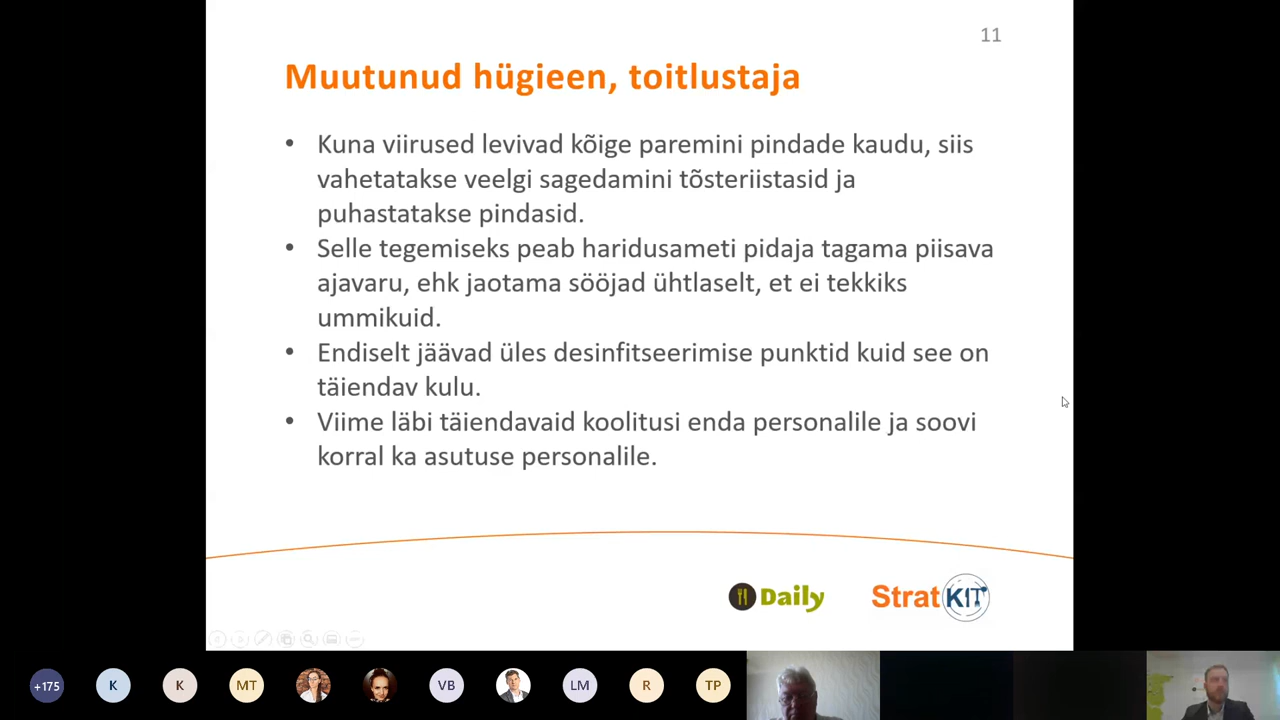 11
Muutunud hügieen, toitlustaja
• Kuna viirused levivad kõige paremini pindade kaudu, siis
vahetatakse veelgi sagedamini tõsteriistasid ja
puhastatakse pindasid.
• Selle tegemiseks peab haridusameti pidaja tagama piisava
ajavaru, ehk jaotama sööjad ühtlaselt, et ei tekkiks
ummikuid.
• Endiselt jäävad üles desinfitseerimise punktid kuid see on
täiendav kulu.
• Viime läbi täiendavaid koolitusi enda personalile ja soovi
korral ka asutuse personalile.
Daily
StratKIT
+175 K K MT VB LM R TP